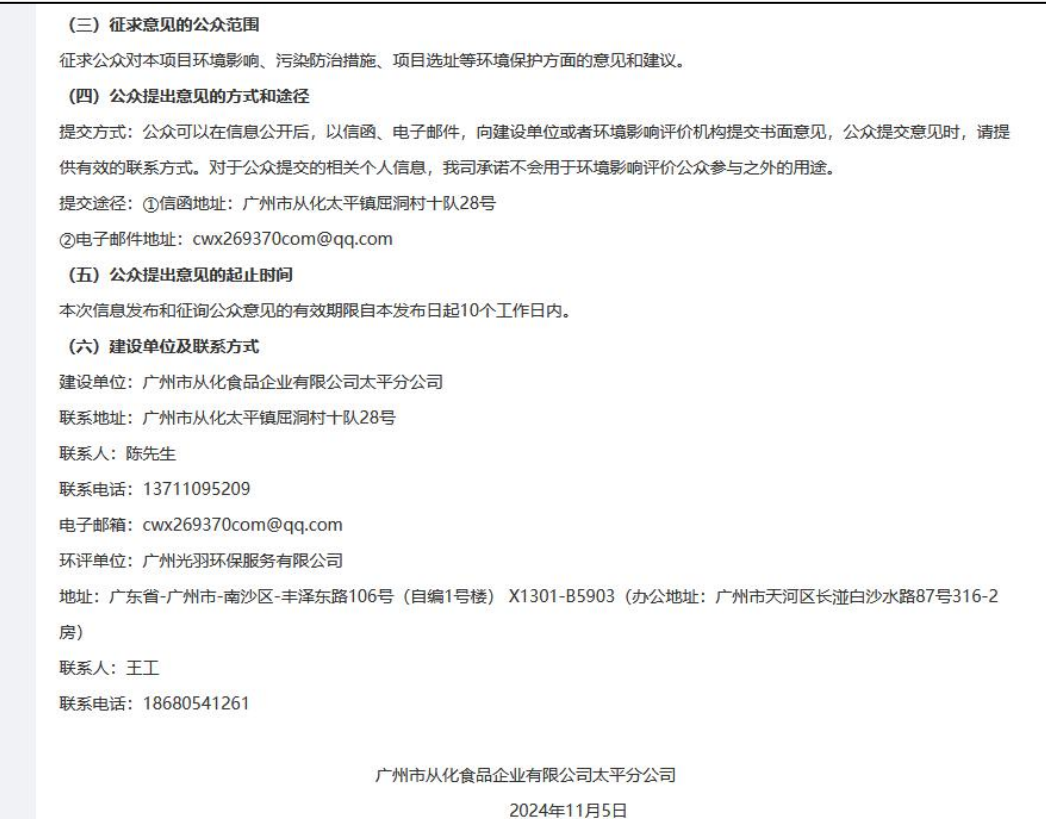 （三）征求意见的公众范围
征求公众对本项目环境影响、污染防治措施、项目选址等环境保护方面的意见和建议。
（四）公众提出意见的方式和途径
提交方式：公众可以在信息公开后，以信函、电子邮件，向建设单位或者环境影响评价机构提交书面意见，公众提交意见时，请提
供有效的联系方式。对于公众提交的相关个人信息，我司承诺不会用于环境影响评价公众参与之外的用途。
提交途径：①信函地址：广州市从化太平镇屈洞村十队28号
②电子邮件地址：cwx269370com@qq.com
（五）公众提出意见的起止时间
本次信息发布和征询公众意见的有效期限自本发布日起10个工作日内。
（六）建设单位及联系方式
建设单位：广州市从化食品企业有限公司太平分公司
联系地址：广州市从化太平镇屈洞村十队28号
联系人：陈先生
联系电话：13711095209
电子邮箱：cwx269370com@qq.com
环评单位：广州光羽环保服务有限公司
地址：广东省-广州市-南沙区-丰泽东路106号（自编1号楼） X1301-B5903（办公地址：广州市天河区长湴白沙水路87号316-2
房）
联系人：王工
联系电话：18680541261
广州市从化食品企业有限公司太平分公司
2024年11月5日